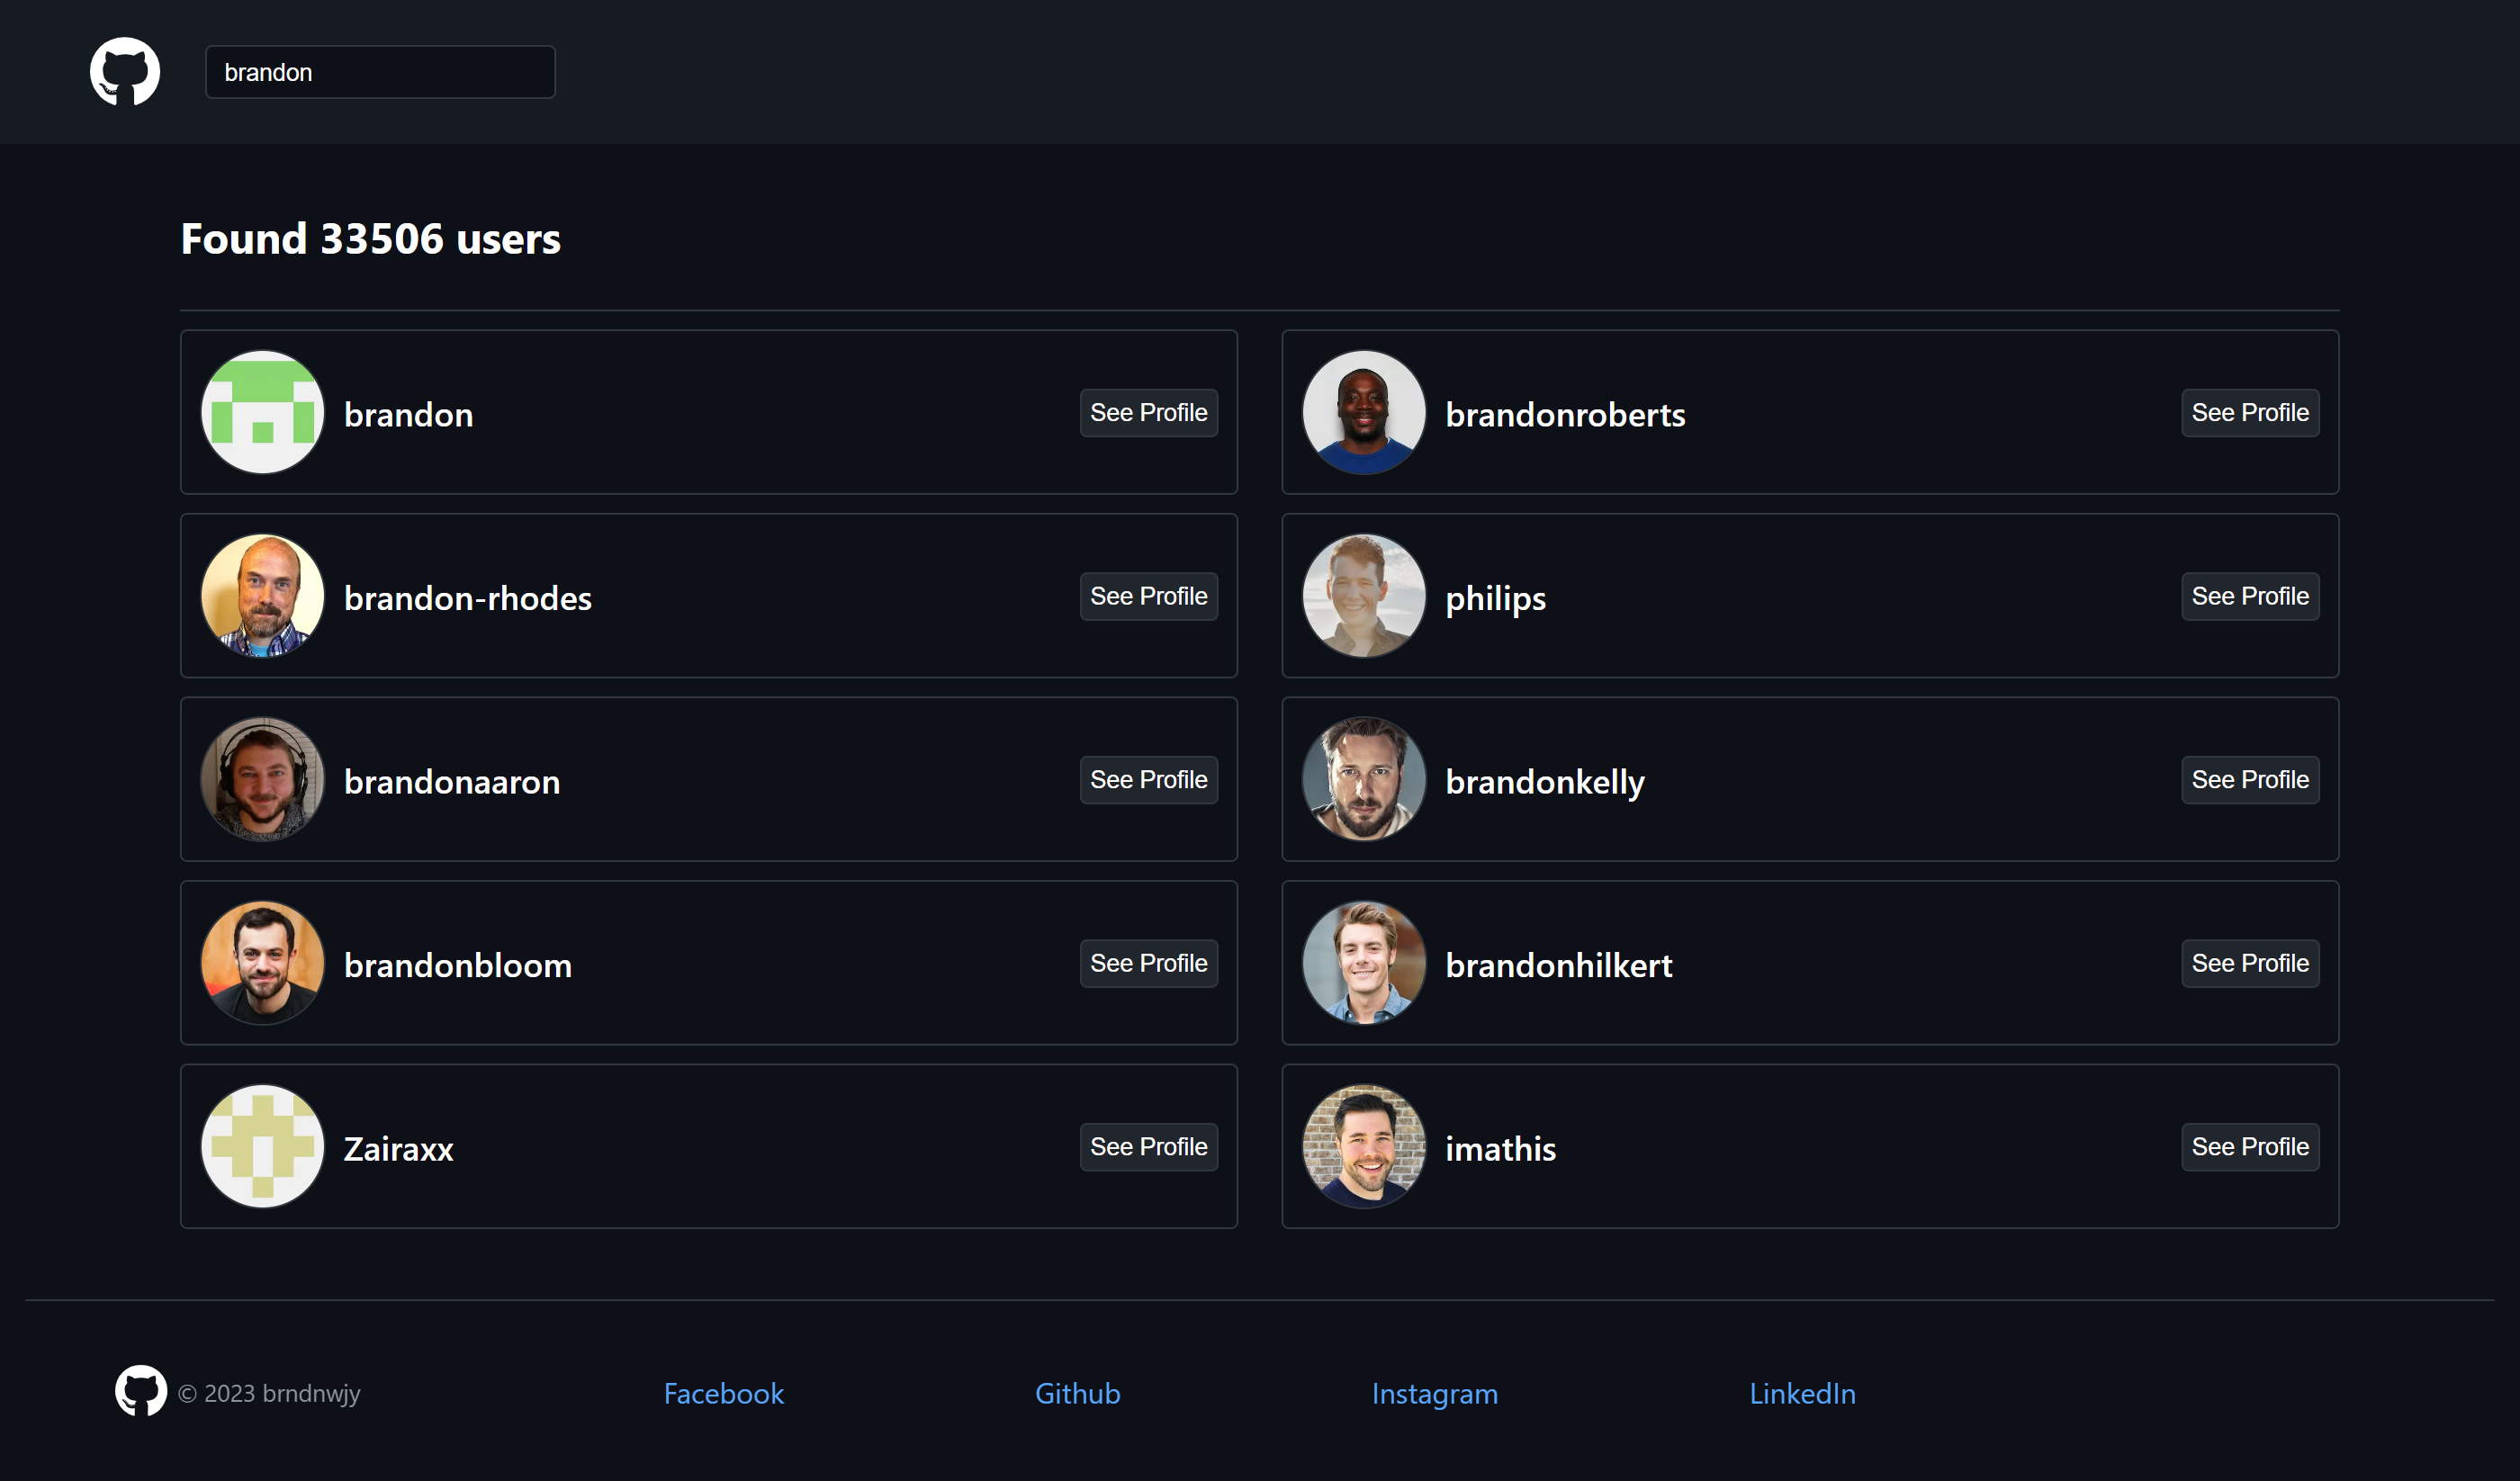 brandon
Found 33506 users
brandon See Profile
brandonroberts See Profile
brandon-rhodes See Profile
philips See Profile
brandonaaron See Profile
brandonkelly See Profile
brandonbloom See Profile
brandonhilkert See Profile
Zairaxx See Profile
imathis See Profile
© 2023 brndnwjy Facebook Github Instagram LinkedIn